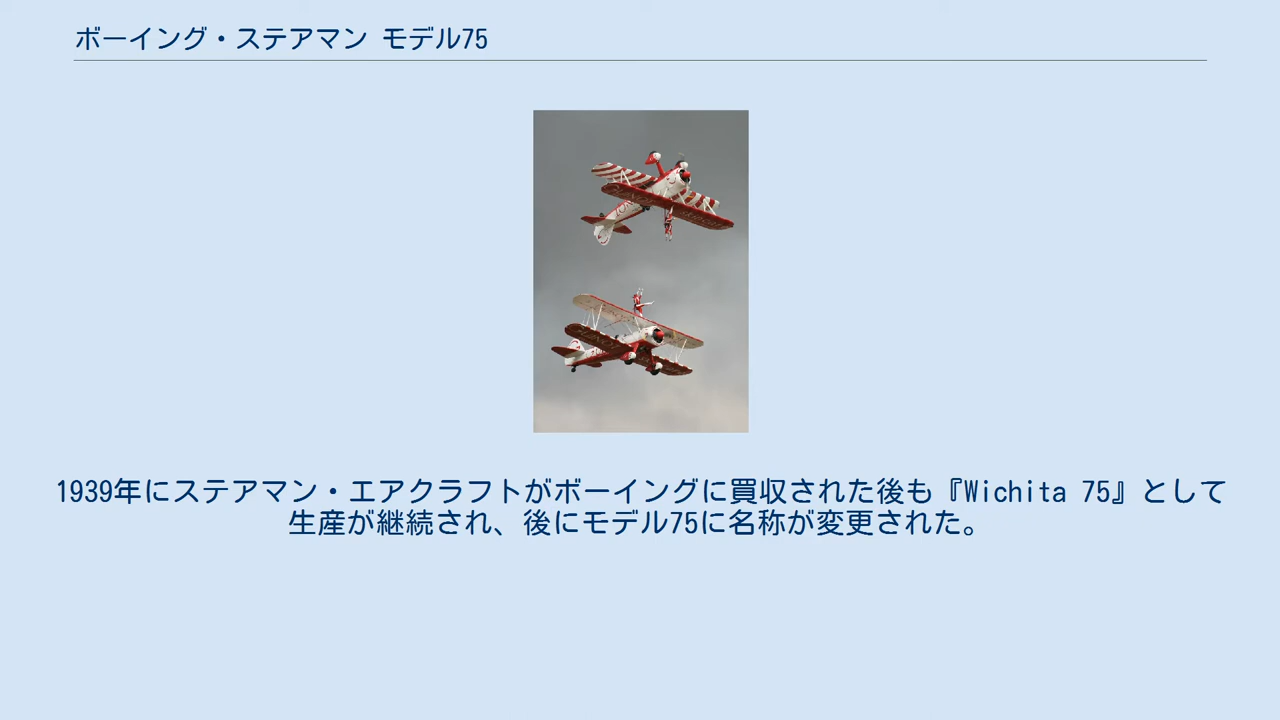 ボーイング・ステアマン モデル75
1939年にステアマン・エアクラフトがボーイングに買収された後も『Wichita 75』として
生産が継続され、後にモデル75に名称が変更された。